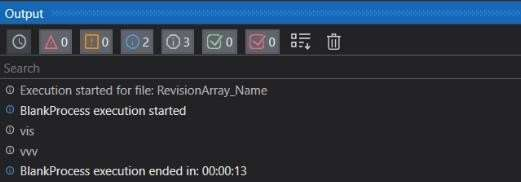 Output
0 0 2 3 0 0
Search
Execution started for file: RevisionArray_Name
BlankProcess execution started
vis
vvv
BlankProcess execution ended in: 00:00:13